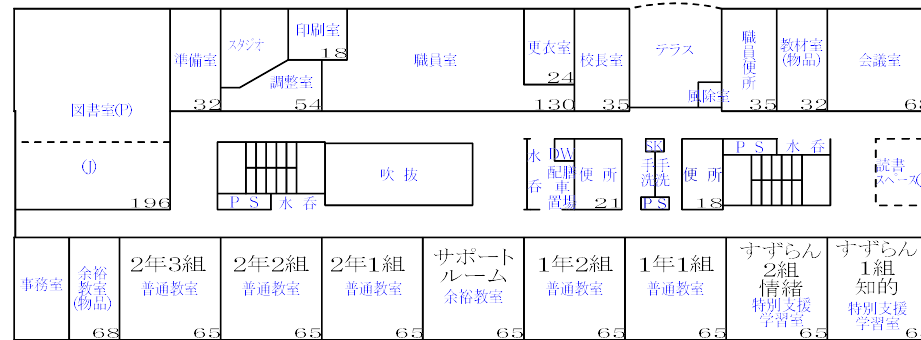 図書室(P)
(J)
196
準備室
32
スタジオ
印刷室
18
調整室
54
職員室
130
更衣室
24
校長室
35
テラス
風除室
職員便所
35
教材室
(物品)
32
会議室
PS
水呑
吹抜
水呑
DW
配膳車置場
便所
21
SK
手洗
手洗
PS
便所
18
PS
水呑
読書
スペース
事務室
余裕
教室
(物品)
68
2年3組
普通教室
65
2年2組
普通教室
65
2年1組
普通教室
65
サポート
ルーム
余裕教室
65
1年2組
普通教室
65
1年1組
普通教室
65
すずらん
2組
情緒
特別支援
学習室
65
すずらん
1組
知的
特別支援
学習室